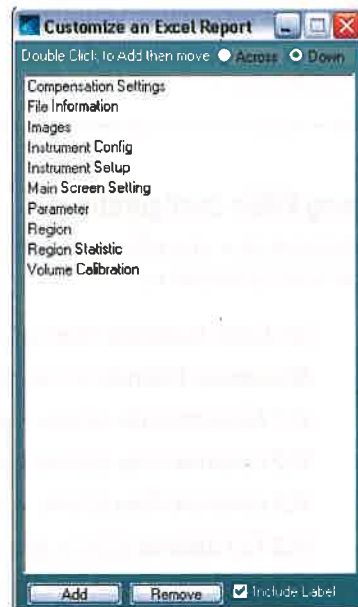 Customize an Excel Report
Double Click to Add then move Across Down
Compensation Settings
File Information
Images
Instrument Config
Instrument Setup
Main Screen Setting
Parameter
Region
Region Statistic
Volume Calibration
Add Remove Include Label